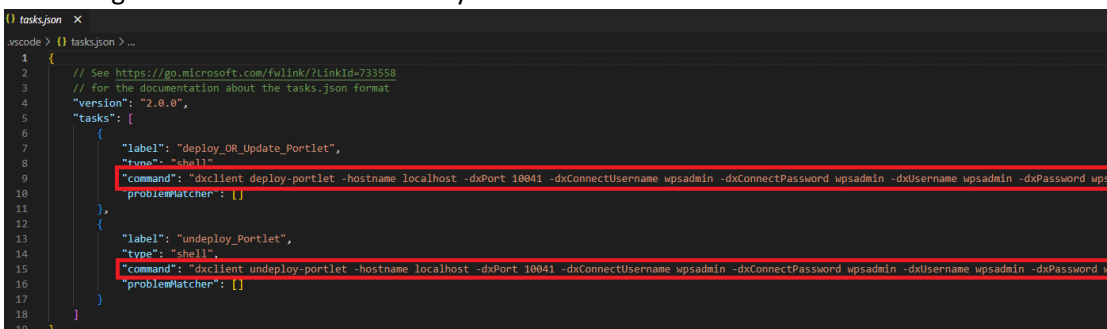 {} tasks.json ×
.vscode > {} tasks.json > ...
1 {
2 // See https://go.microsoft.com/fwlink/?LinkId=733558
3 // for the documentation about the tasks.json format
4 "version": "2.0.0",
5 "tasks": [
6 {
7 "label": "deploy_OR_Update_Portlet",
8 "type": "shell"
9 "command": "dxclient deploy-portlet -hostname localhost -dxPort 10041 -dxConnectUsername wpsadmin -dxConnectPassword wpsadmin -dxUsername wpsadmin -dxPassword wps
10 "problemMatcher": []
11 },
12 {
13 "label": "undeploy_Portlet",
14 "type": "shell",
15 "command": "dxclient undeploy-portlet -hostname localhost -dxPort 10041 -dxConnectUsername wpsadmin -dxConnectPassword wpsadmin -dxUsername wpsadmin -dxPassword w
16 "problemMatcher": []
17 }
18 ]
19 }